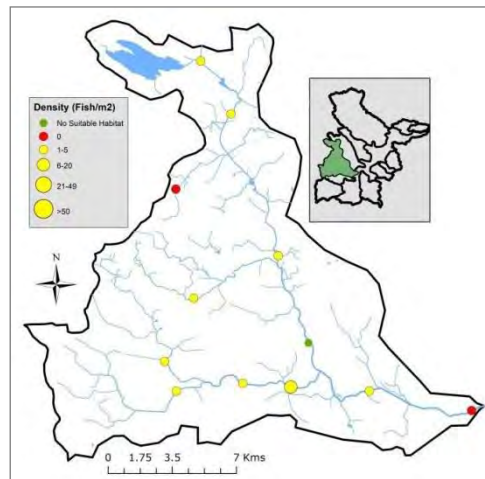 Density (Fish/m2)
No Suitable Habitat
0
1-5
6-20
21-49
>50
N
0 1.75 3.5 7 Kms